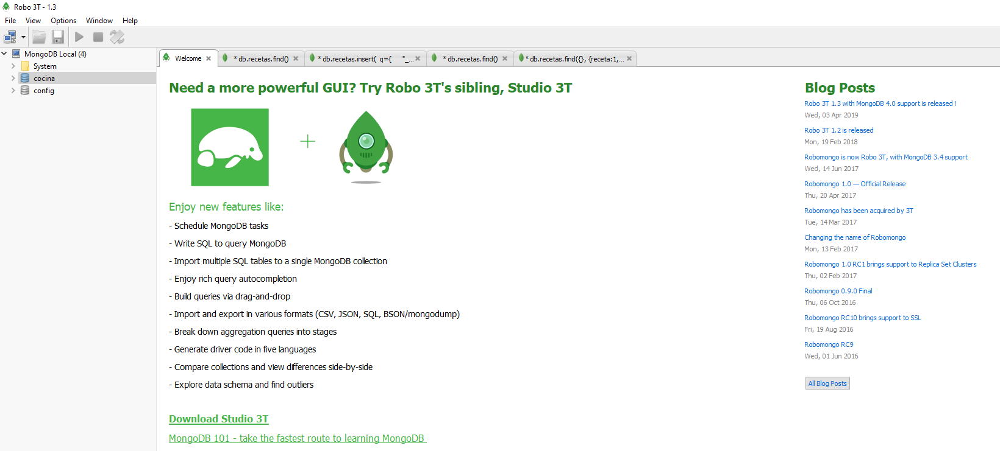 Robo 3T - 1.3
File View Options Window Help
MongoDB Local (4)
System
cocina
config
Welcome
* db.recetas.find()
* db.recetas.insert( q={ "_...
* db.recetas.find()
* db.recetas.find({}, {receta:1,...
Need a more powerful GUI? Try Robo 3T's sibling, Studio 3T
Enjoy new features like:
- Schedule MongoDB tasks
- Write SQL to query MongoDB
- Import multiple SQL tables to a single MongoDB collection
- Enjoy rich query autocompletion
- Build queries via drag-and-drop
- Import and export in various formats (CSV, JSON, SQL, BSON/mongodump)
- Break down aggregation queries into stages
- Generate driver code in five languages
- Compare collections and view differences side-by-side
- Explore data schema and find outliers
Download Studio 3T
MongoDB 101 - take the fastest route to learning MongoDB
Blog Posts
Robo 3T 1.3 with MongoDB 4.0 support is released !
Wed, 03 Apr 2019
Robo 3T 1.2 is released
Mon, 19 Feb 2018
Robomongo is now Robo 3T, with MongoDB 3.4 support
Wed, 14 Jun 2017
Robomongo 1.0 — Official Release
Thu, 20 Apr 2017
Robomongo has been acquired by 3T
Tue, 14 Mar 2017
Changing the name of Robomongo
Mon, 13 Feb 2017
Robomongo 1.0 RC1 brings support to Replica Set Clusters
Thu, 02 Feb 2017
Robomongo 0.9.0 Final
Thu, 06 Oct 2016
Robomongo RC10 brings support to SSL
Fri, 19 Aug 2016
Robomongo RC9
Wed, 01 Jun 2016
All Blog Posts